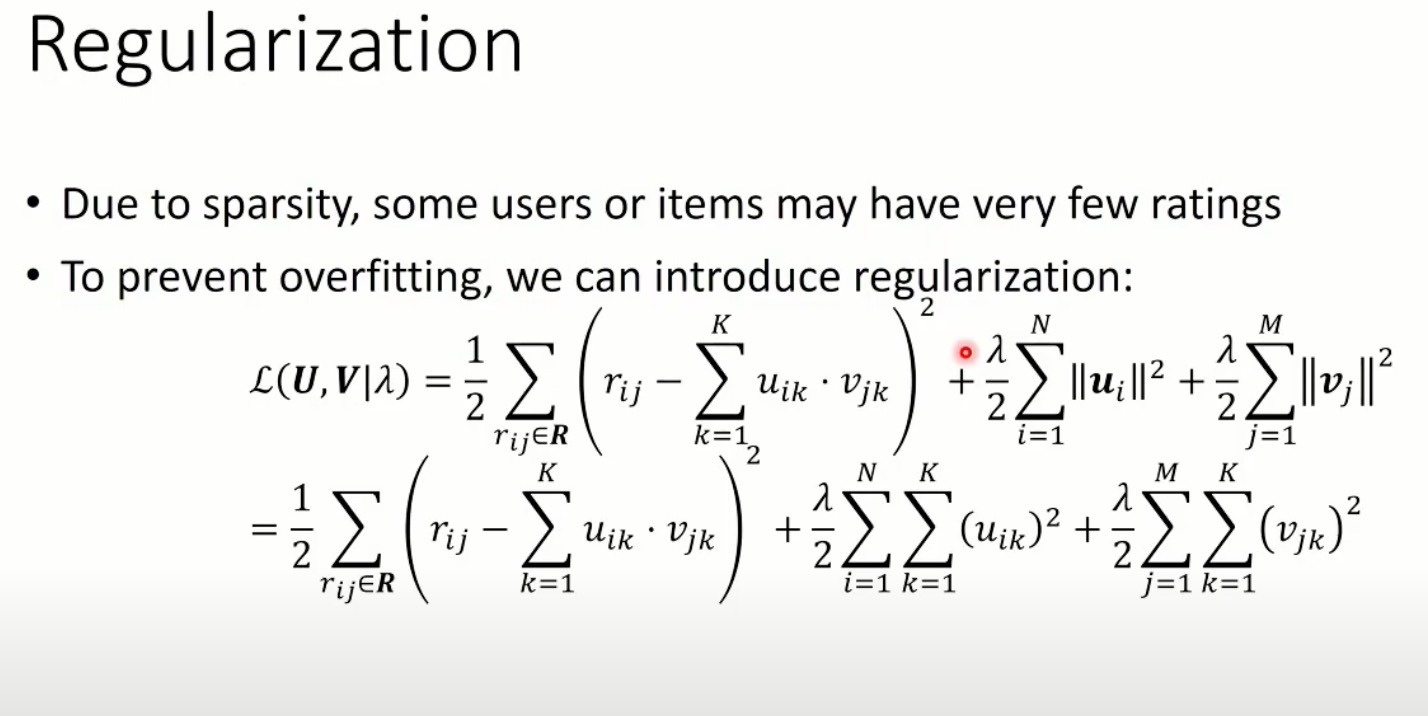 Regularization
• Due to sparsity, some users or items may have very few ratings
• To prevent overfitting, we can introduce regularization:
$\mathcal{L}(\boldsymbol{U}, \boldsymbol{V}|\lambda) = \frac{1}{2} \sum_{r_{ij} \in \boldsymbol{R}} \left( r_{ij} - \sum_{k=1}^{K} u_{ik} \cdot v_{jk} \right)^2 + \frac{\lambda}{2} \sum_{i=1}^{N} \|\boldsymbol{u}_i\|^2 + \frac{\lambda}{2} \sum_{j=1}^{M} \|\boldsymbol{v}_j\|^2$
$= \frac{1}{2} \sum_{r_{ij} \in \boldsymbol{R}} \left( r_{ij} - \sum_{k=1}^{K} u_{ik} \cdot v_{jk} \right)^2 + \frac{\lambda}{2} \sum_{i=1}^{N} \sum_{k=1}^{K} (u_{ik})^2 + \frac{\lambda}{2} \sum_{j=1}^{M} \sum_{k=1}^{K} (v_{jk})^2$